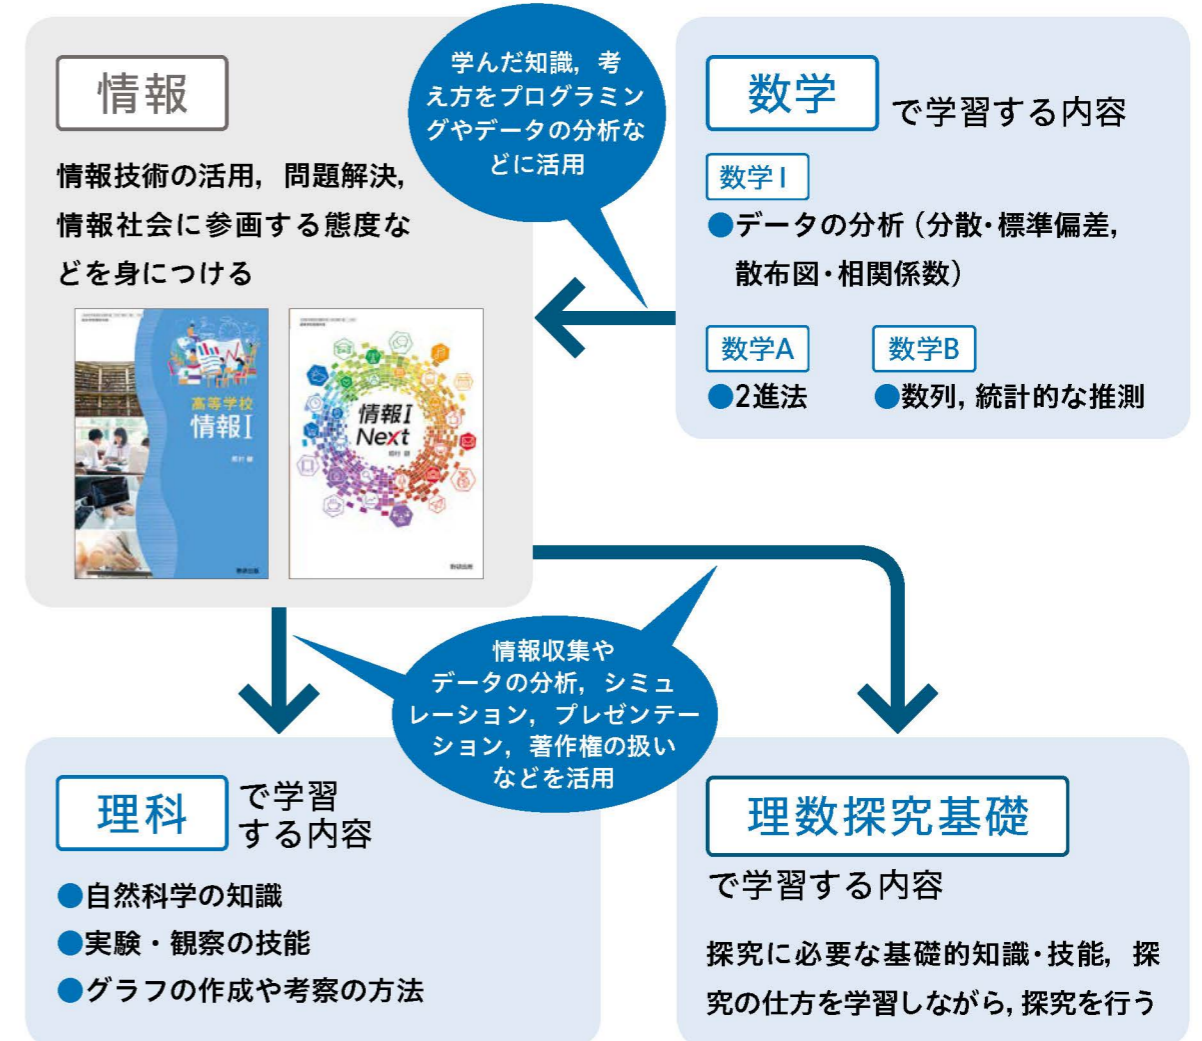 情報
情報技術の活用，問題解決，
情報社会に参画する態度な
どを身につける
高等学校
情報I
数研出版
情報I
Next
数研出版
学んだ知識，考
え方をプログラミン
グやデータの分析な
どに活用
数学 で学習する内容
数学I
●データの分析（分散・標準偏差，
散布図・相関係数）
数学A
●2進法
数学B
●数列，統計的な推測
情報収集や
データの分析，シミュ
レーション，プレゼンテー
ション，著作権の扱い
などを活用
理科 で学習
する内容
●自然科学の知識
●実験・観察の技能
●グラフの作成や考察の方法
理数探究基礎
で学習する内容
探究に必要な基礎的知識・技能，探
究の仕方を学習しながら，探究を行う